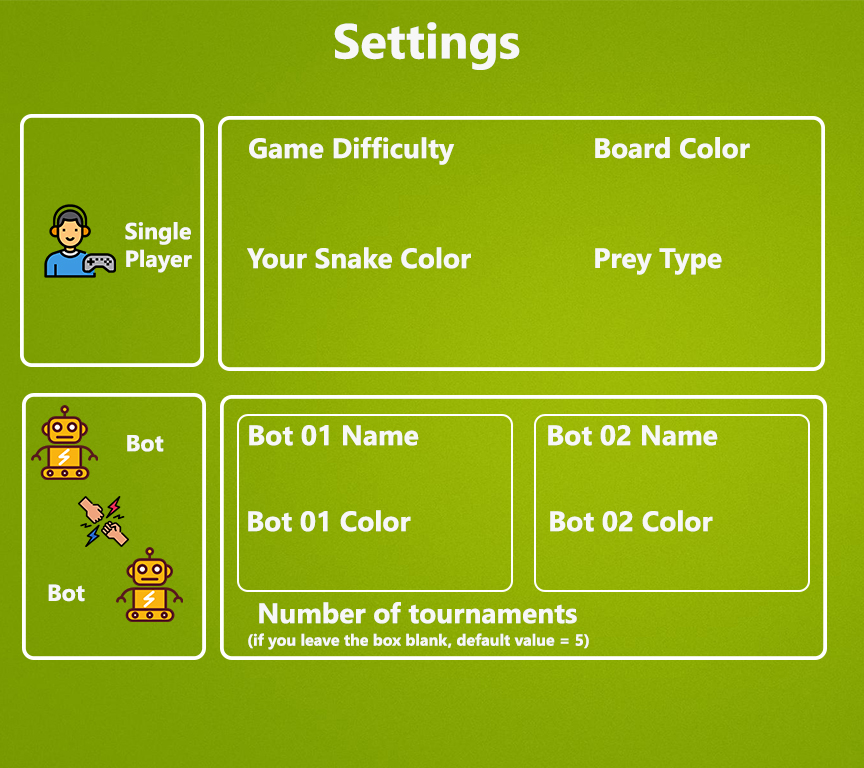 Settings
Single
Player
Game Difficulty
Board Color
Your Snake Color
Prey Type
Bot
Bot
Bot 01 Name
Bot 02 Name
Bot 01 Color
Bot 02 Color
Number of tournaments
(if you leave the box blank, default value = 5)